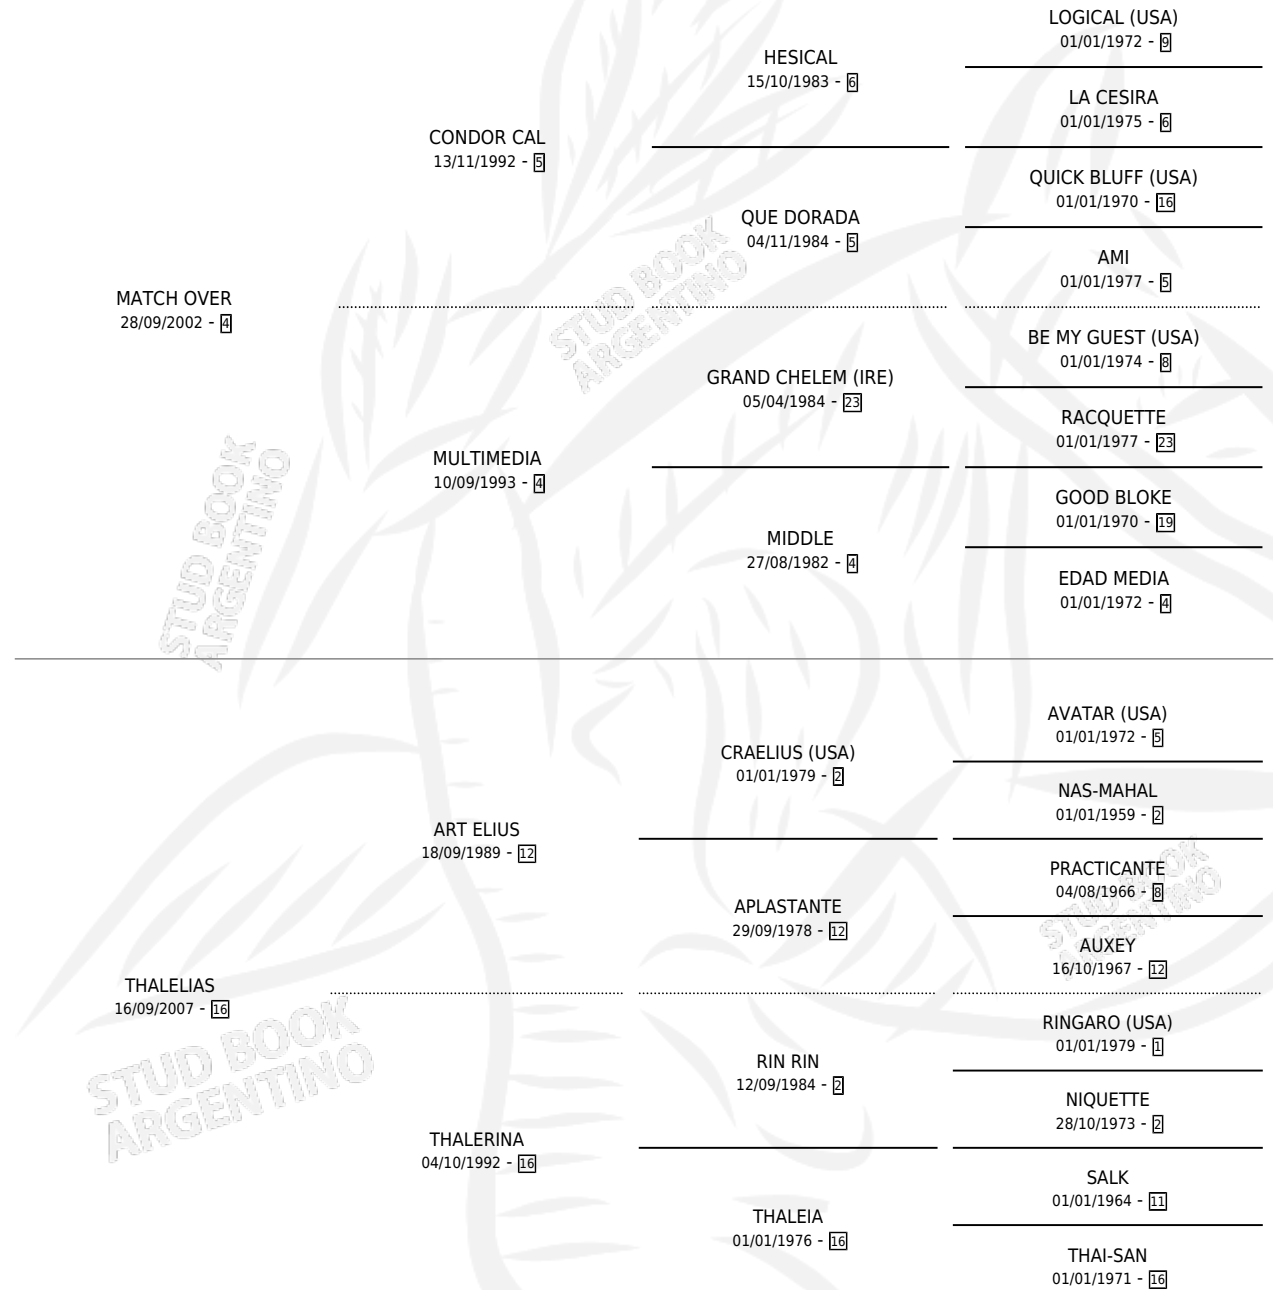 LOGICAL (USA)
01/01/1972 - 9
HESICAL
15/10/1983 - 6
LA CESIRA
01/01/1975 - 6
CONDOR CAL
13/11/1992 - 5
QUICK BLUFF (USA)
01/01/1970 - 16
QUE DORADA
04/11/1984 - 5
AMI
01/01/1977 - 5
MATCH OVER
28/09/2002 - 4
BE MY GUEST (USA)
01/01/1974 - 8
GRAND CHELEM (IRE)
05/04/1984 - 23
RACQUETTE
01/01/1977 - 23
MULTIMEDIA
10/09/1993 - 4
GOOD BLOKE
01/01/1970 - 19
MIDDLE
27/08/1982 - 4
EDAD MEDIA
01/01/1972 - 4
AVATAR (USA)
01/01/1972 - 5
CRAELIUS (USA)
01/01/1979 - 2
NAS-MAHAL
01/01/1959 - 2
ART ELIUS
18/09/1989 - 12
PRACTICANTE
04/08/1966 - 8
APLASTANTE
29/09/1978 - 12
AUXEY
16/10/1967 - 12
THALELIAS
16/09/2007 - 16
RINGARO (USA)
01/01/1979 - 1
RIN RIN
12/09/1984 - 2
NIQUETTE
28/10/1973 - 2
THALERINA
04/10/1992 - 16
SALK
01/01/1964 - 11
THALEIA
01/01/1976 - 16
THAI-SAN
01/01/1971 - 16
STUD BOOK
ARGENTINO
STUD BOOK
ARGENTINO
STUD BOOK
ARGENTINO
STUD BOOK
ARGENTINO